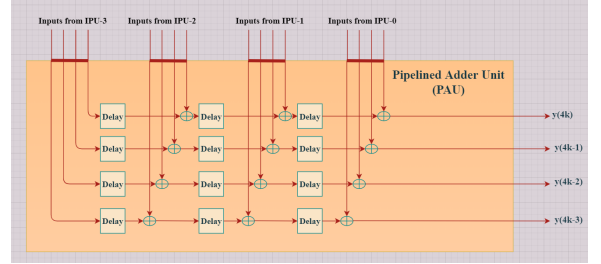 Inputs from IPU-3 Inputs from IPU-2 Inputs from IPU-1 Inputs from IPU-0
Pipelined Adder Unit
(PAU)
Delay Delay Delay y(4k)
Delay Delay Delay y(4k-1)
Delay Delay Delay y(4k-2)
Delay Delay Delay y(4k-3)